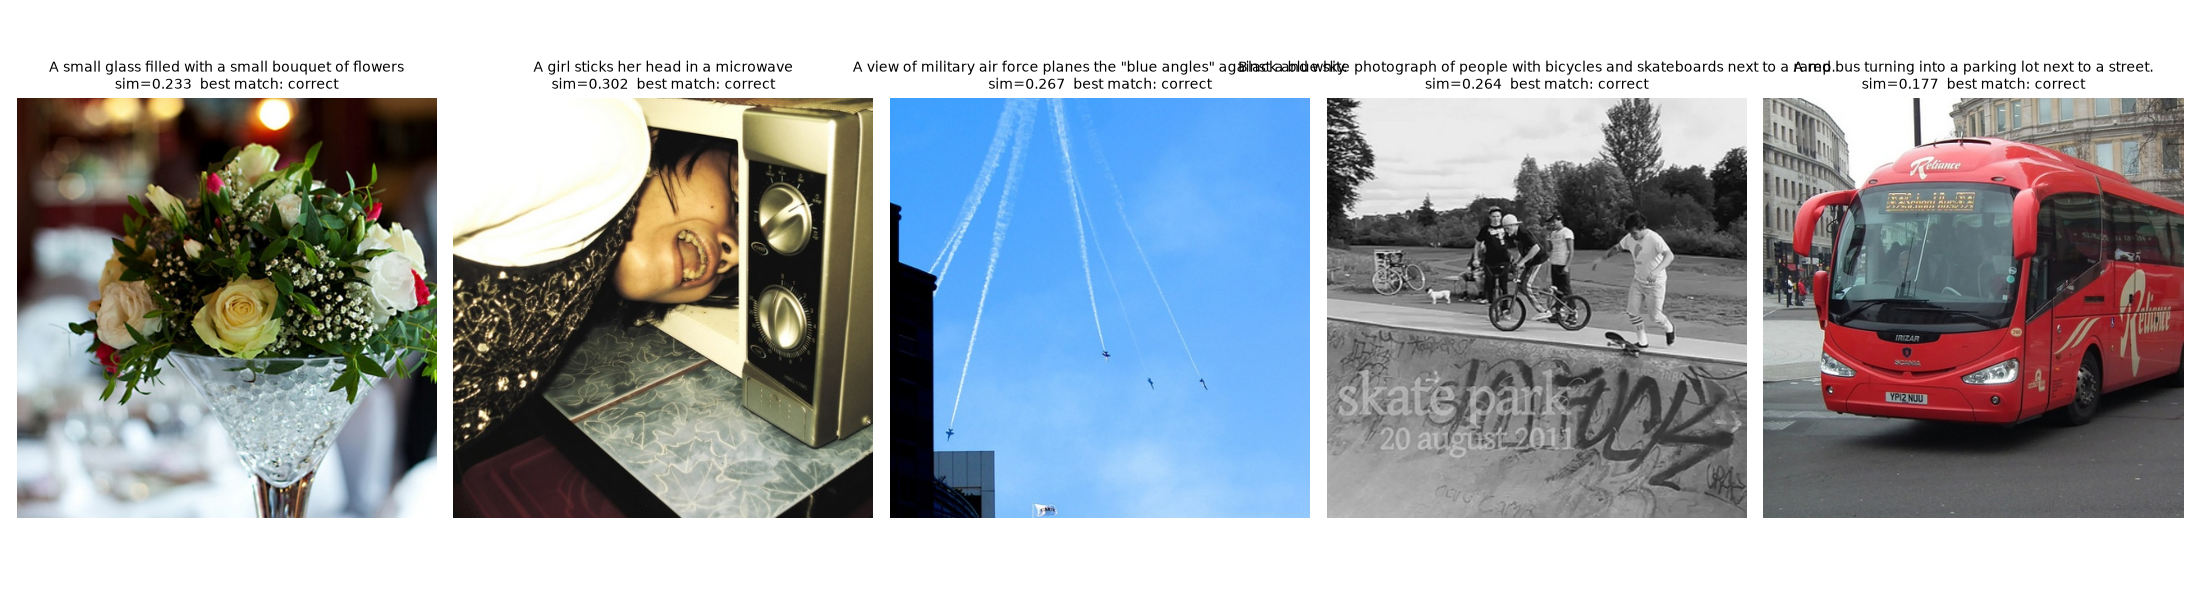 A small glass filled with a small bouquet of flowers
sim=0.233 best match: correct
A girl sticks her head in a microwave
sim=0.302 best match: correct
A view of military air force planes the "blue angles" against a blue sky.
sim=0.267 best match: correct
Black and white photograph of people with bicycles and skateboards next to a ramp.
sim=0.264 best match: correct
A red bus turning into a parking lot next to a street.
sim=0.177 best match: correct
skate park
20 august 2011
FUCK
Reliance
IRIZAR
SCANIA
YP12 NUU
Reliance